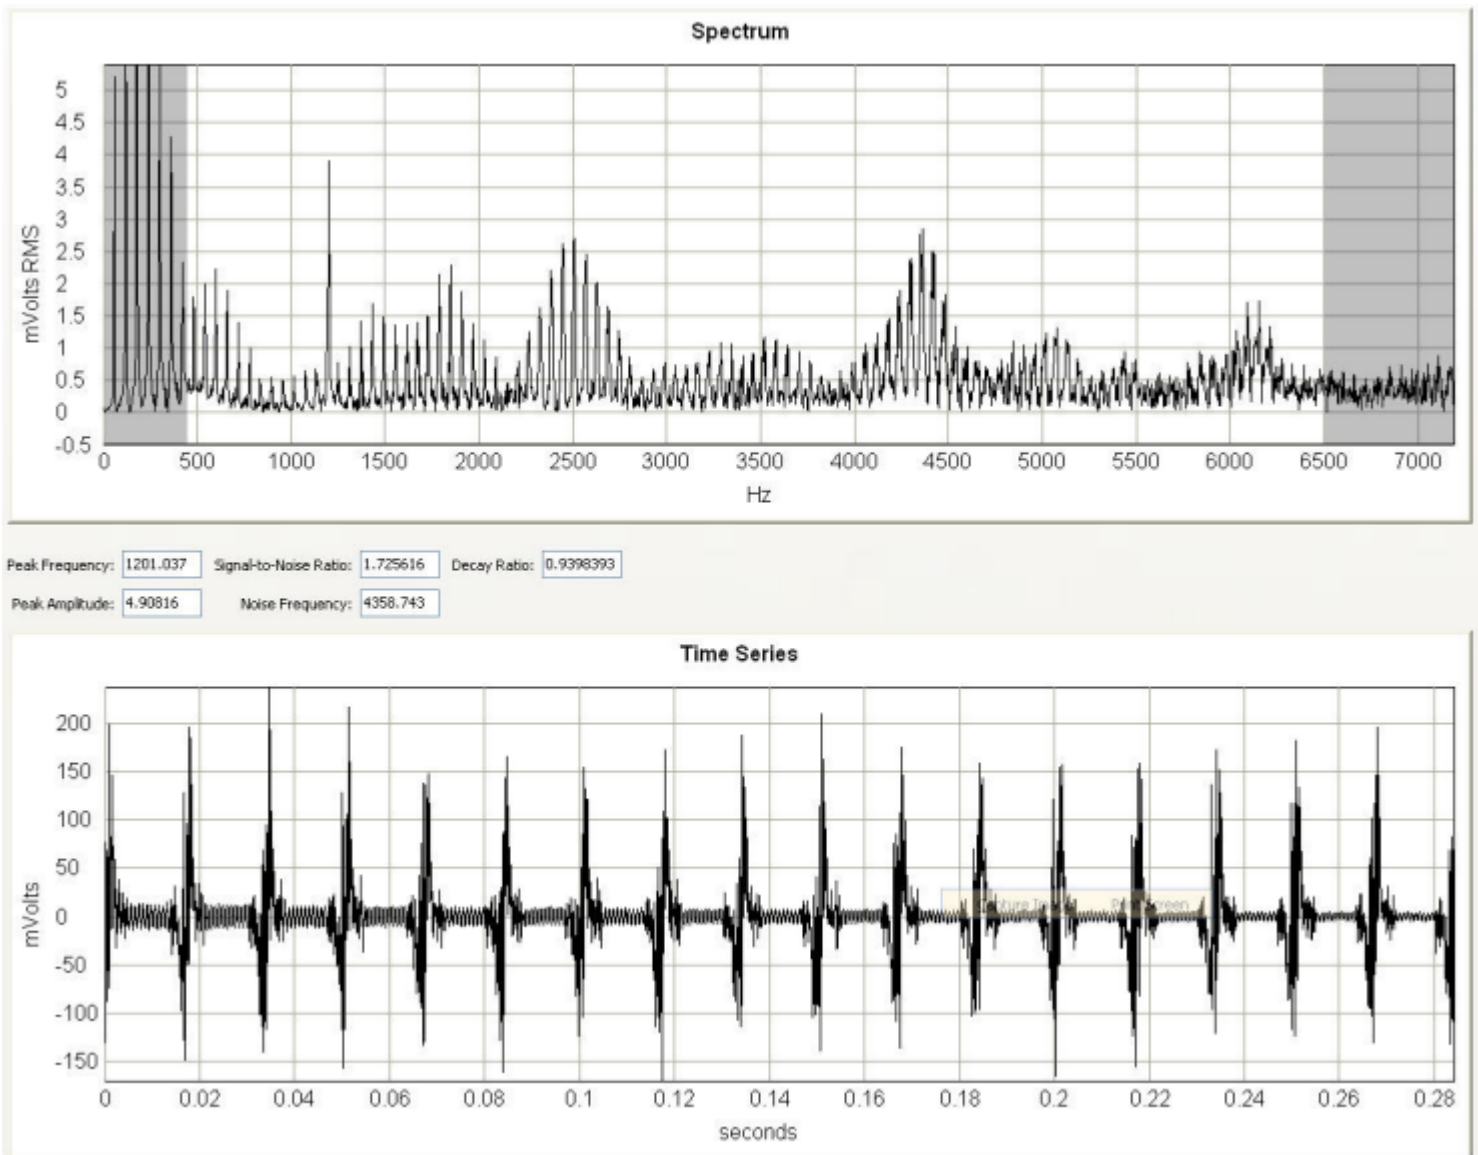 Spectrum
5
4.5
4
3.5
3
2.5
2
1.5
1
0.5
0
-0.5
mVolts RMS
0 500 1000 1500 2000 2500 3000 3500 4000 4500 5000 5500 6000 6500 7000
Hz
Peak Frequency: 1201.037 Signal-to-Noise Ratio: 1.725616 Decay Ratio: 0.9398393
Peak Amplitude: 4.90816 Noise Frequency: 4358.743
Time Series
200
150
100
50
0
-50
-100
-150
mVolts
Capture Screen
0 0.02 0.04 0.06 0.08 0.1 0.12 0.14 0.16 0.18 0.2 0.22 0.24 0.26 0.28
seconds